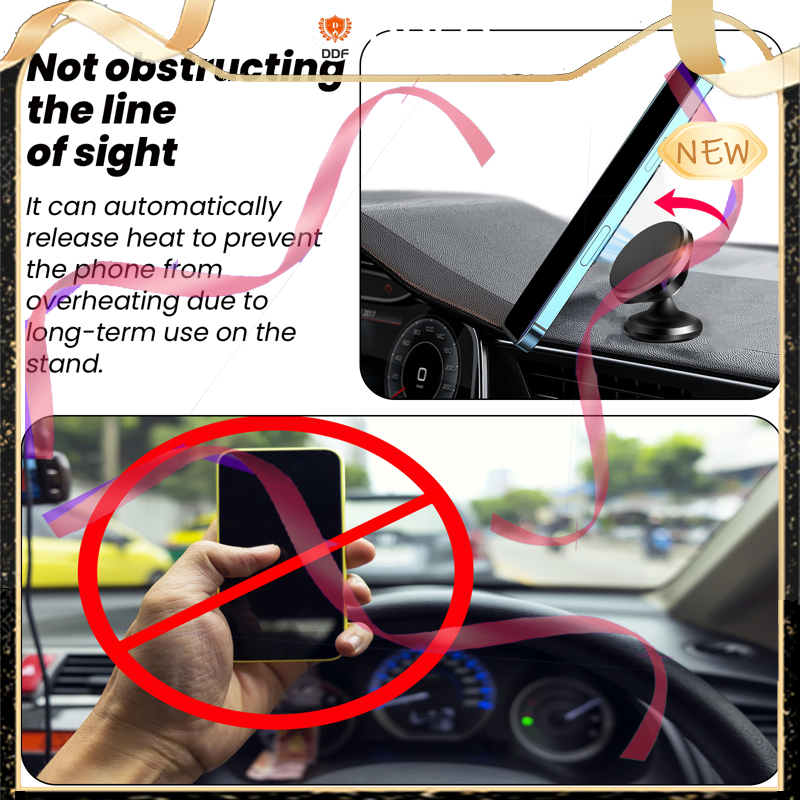 DDF
Not obstructing
the line
of sight
It can automatically
release heat to prevent
the phone from
overheating due to
long-term use on the
stand.
NEW
0